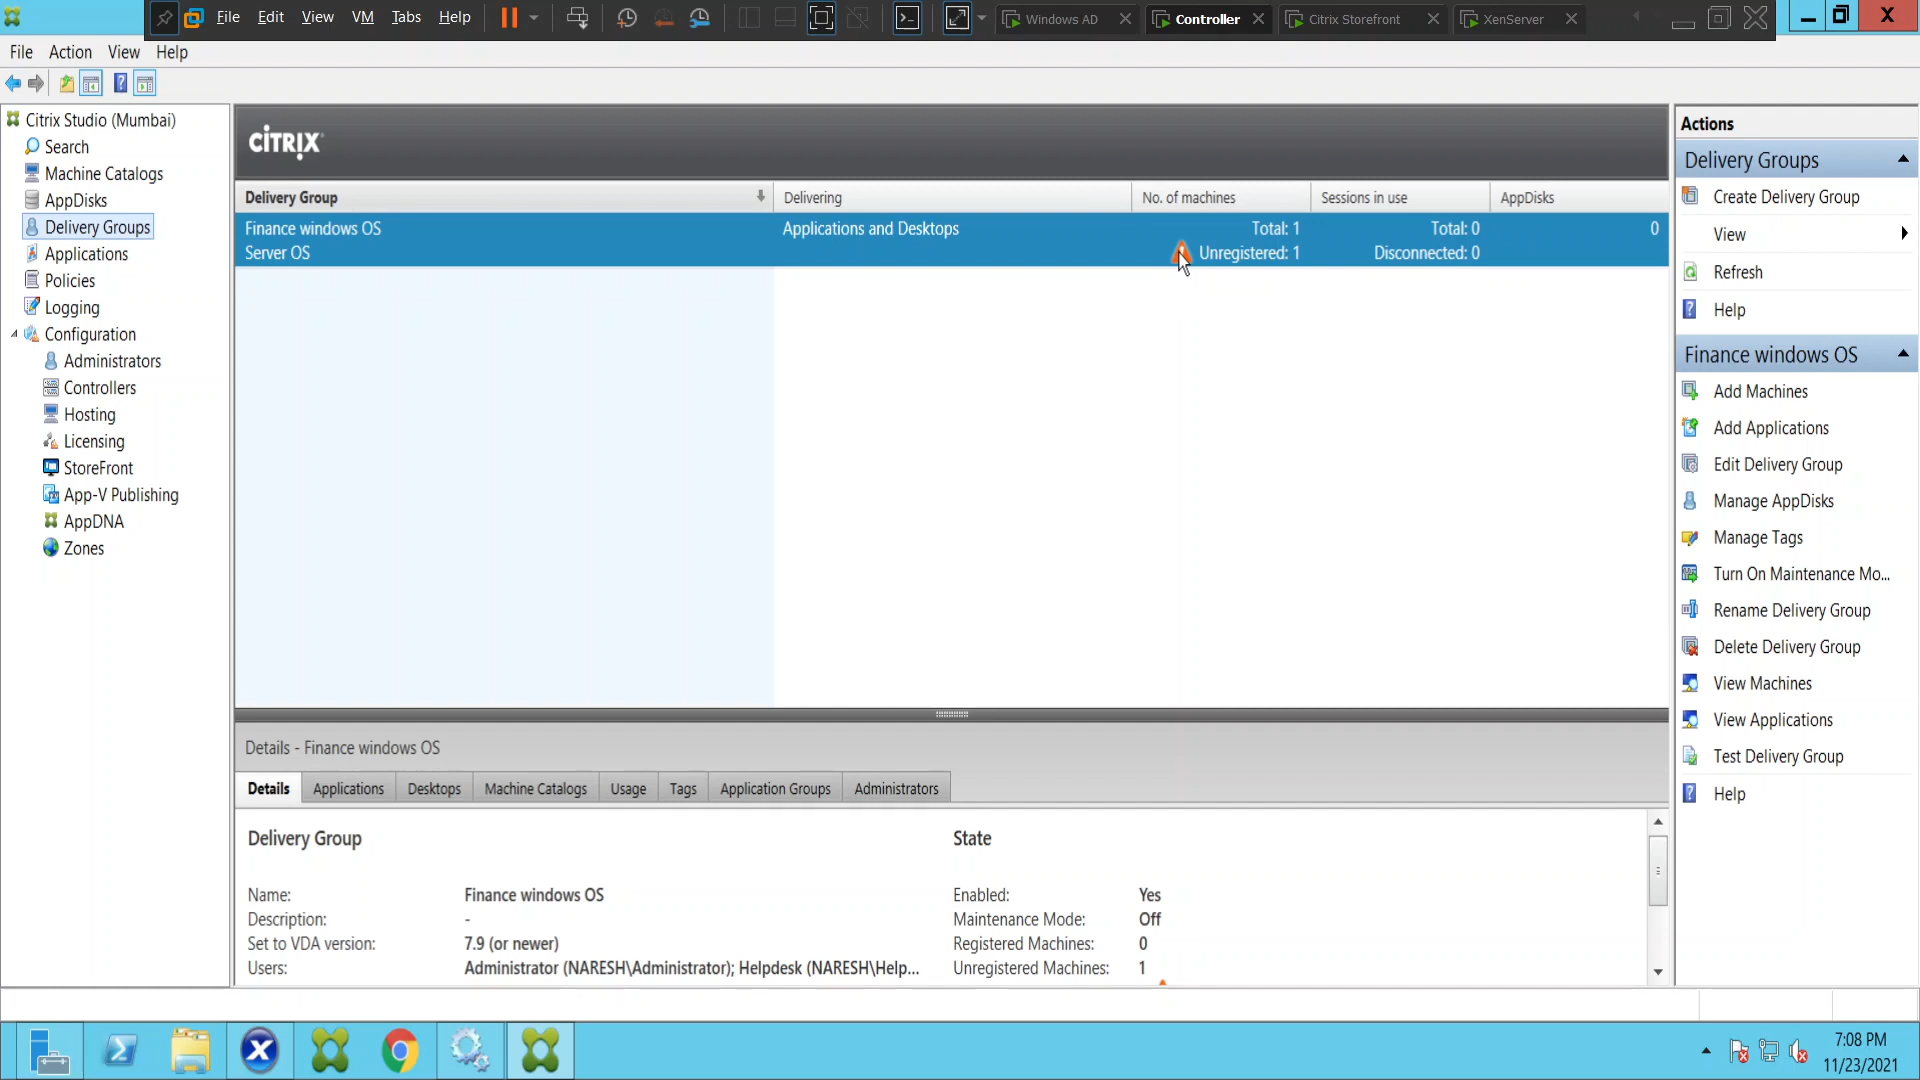 File Edit View VM Tabs Help
Windows AD
Controller
Citrix Storefront
XenServer
File Action View Help
Citrix Studio (Mumbai)
Search
Machine Catalogs
AppDisks
Delivery Groups
Applications
Policies
Logging
Configuration
Administrators
Controllers
Hosting
Licensing
StoreFront
App-V Publishing
AppDNA
Zones
CITRIX
Delivery Group Delivering No. of machines Sessions in use AppDisks
Finance windows OS Applications and Desktops Total: 1 Total: 0 0
Server OS Unregistered: 1 Disconnected: 0
Details - Finance windows OS
Details Applications Desktops Machine Catalogs Usage Tags Application Groups Administrators
Delivery Group
Name: Finance windows OS
Description: -
Set to VDA version: 7.9 (or newer)
Users: Administrator (NARESH\Administrator); Helpdesk (NARESH\Help...
State
Enabled: Yes
Maintenance Mode: Off
Registered Machines: 0
Unregistered Machines: 1
Actions
Delivery Groups
Create Delivery Group
View
Refresh
Help
Finance windows OS
Add Machines
Add Applications
Edit Delivery Group
Manage AppDisks
Manage Tags
Turn On Maintenance Mo...
Rename Delivery Group
Delete Delivery Group
View Machines
View Applications
Test Delivery Group
Help
7:08 PM
11/23/2021